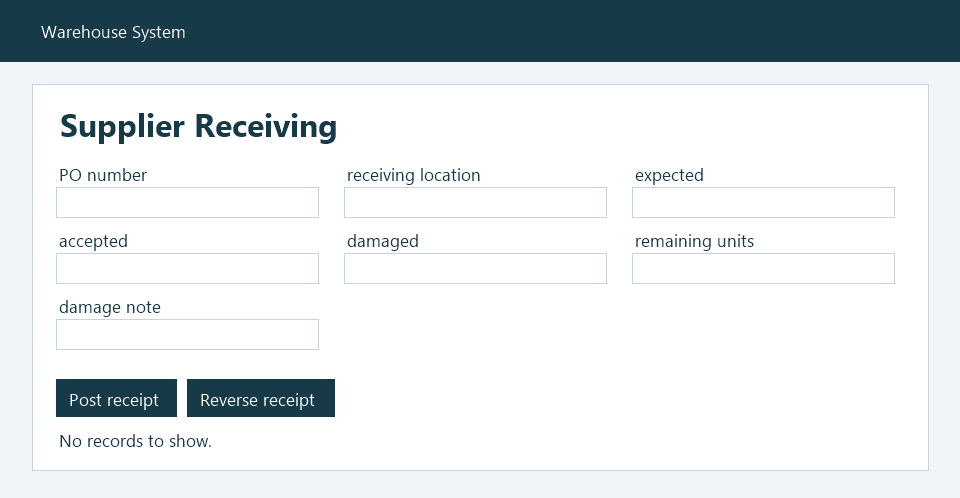 Warehouse System
Supplier Receiving
PO number receiving location expected
accepted damaged remaining units
damage note
Post receipt Reverse receipt
No records to show.